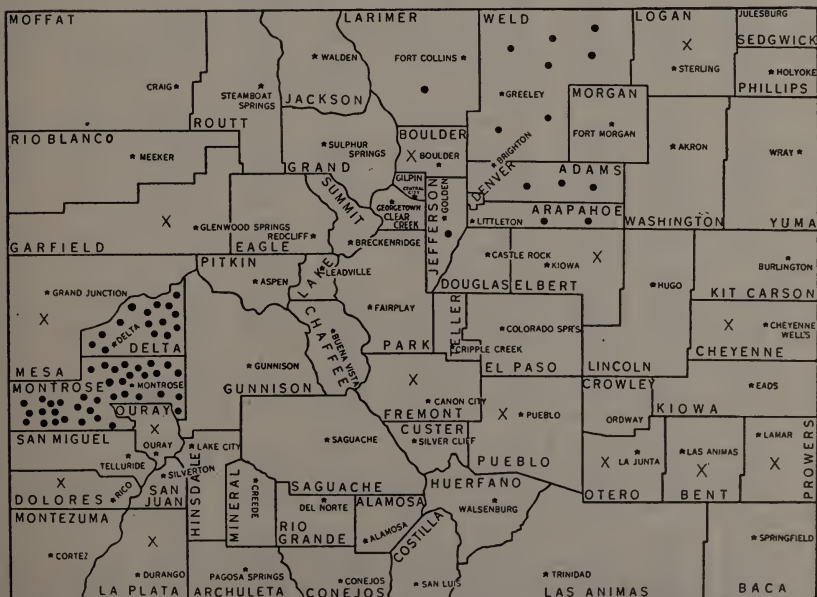 MOFFAT
LARIMER
WELD
LOGAN
JULESBURG
SEDGWICK
WALDEN
FORT COLLINS
STERLING
HOLYOKE
PHILLIPS
CRAIG
STEAMBOAT
SPRINGS
JACKSON
GREELEY
MORGAN
ROUTT
RIO BLANCO
BOULDER
FORT MORGAN
AKRON
WRAY
MEEKER
SULPHUR
SPRINGS
BOULDER
BRIGHTON
GRAND
GILPIN
CENTRAL
CITY
ADAMS
SUMMIT
GEORGETOWN
CLEAR
CREEK
JEFFERSON
GOLDEN
DENVER
ARAPAHOE
GLENWOOD SPRINGS
REDCLIFF
LITTLETON
WASHINGTON
YUMA
GARFIELD
EAGLE
BRECKENRIDGE
PITKIN
LAKE
LEADVILLE
CASTLE ROCK
KIOWA
BURLINGTON
GRAND JUNCTION
ASPEN
DOUGLAS
ELBERT
HUGO
KIT CARSON
CHAFFEE
FAIRPLAY
TELLER
COLORADO SPR'S
CHEYENNE
WELL'S
DELTA
DELTA
BUENA VISTA
PARK
CRIPPLE CREEK
CHEYENNE
MESA
GUNNISON
EL PASO
LINCOLN
MONTROSE
MONTROSE
GUNNISON
CROWLEY
EADS
OURAY
CANON CITY
FREMONT
PUEBLO
ORDWAY
KIOWA
SAN MIGUEL
OURAY
LAKE CITY
SAGUACHE
CUSTER
SILVER CLIFF
LAMAR
PROWERS
TELLURIDE
LA JUNTA
LAS ANIMAS
SILVERTON
PUEBLO
DOLORES
RICO
SAN
JUAN
HINSDALE
MINERAL
CREEDE
SAGUACHE
HUERFANO
OTERO
BENT
MONTEZUMA
DEL NORTE
ALAMOSA
WALSENBURG
RIO
GRANDE
ALAMOSA
COSTILLA
SPRINGFIELD
CORTEZ
DURANGO
PAGOSA SPRINGS
CONEJOS
SAN LUIS
TRINIDAD
LA PLATA
ARCHULETA
CONEJOS
LAS ANIMAS
BACA